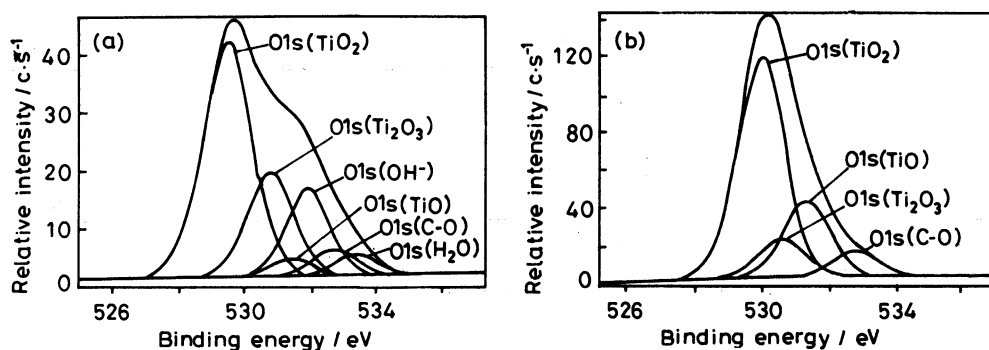 (a)
O1s(TiO₂)
O1s(Ti₂O₃)
O1s(OH⁻)
O1s(TiO)
O1s(C-O)
O1s(H₂O)
Relative intensity / c·s⁻¹
40
30
20
10
0
526
530
534
Binding energy / eV
(b)
O1s(TiO₂)
O1s(TiO)
O1s(Ti₂O₃)
O1s(C-O)
Relative intensity / c·s⁻¹
120
80
40
0
526
530
534
Binding energy / eV